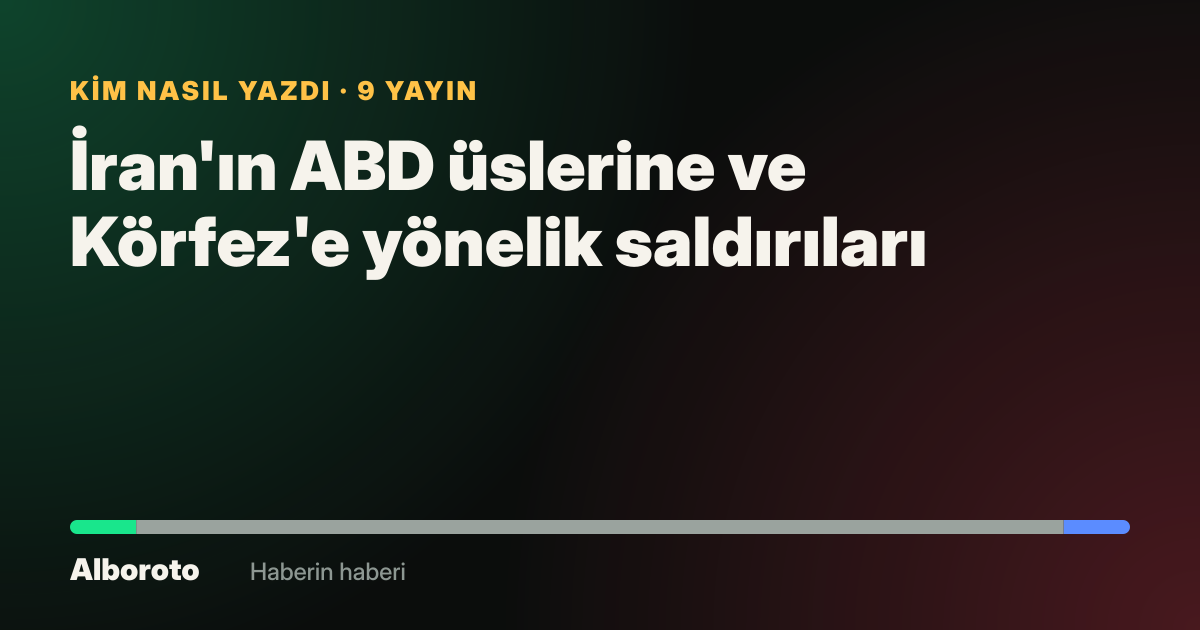 KİM NASIL YAZDI · 9 YAYIN
İran'ın ABD üslerine ve
Körfez'e yönelik saldırıları
Alboroto
Haberin haberi